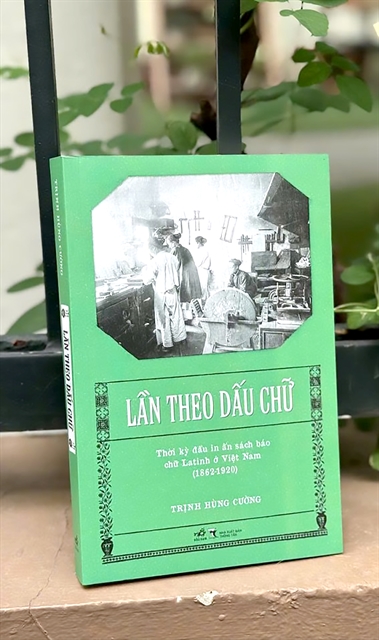 LẦN THEO DẤU CHỮ
Thời kỳ đầu in ấn sách báo
chữ Latinh ở Việt Nam
(1862-1920)
TRỊNH HÙNG CƯỜNG
TRỊNH HÙNG CƯỜNG
LẦN THEO DẤU CHỮ